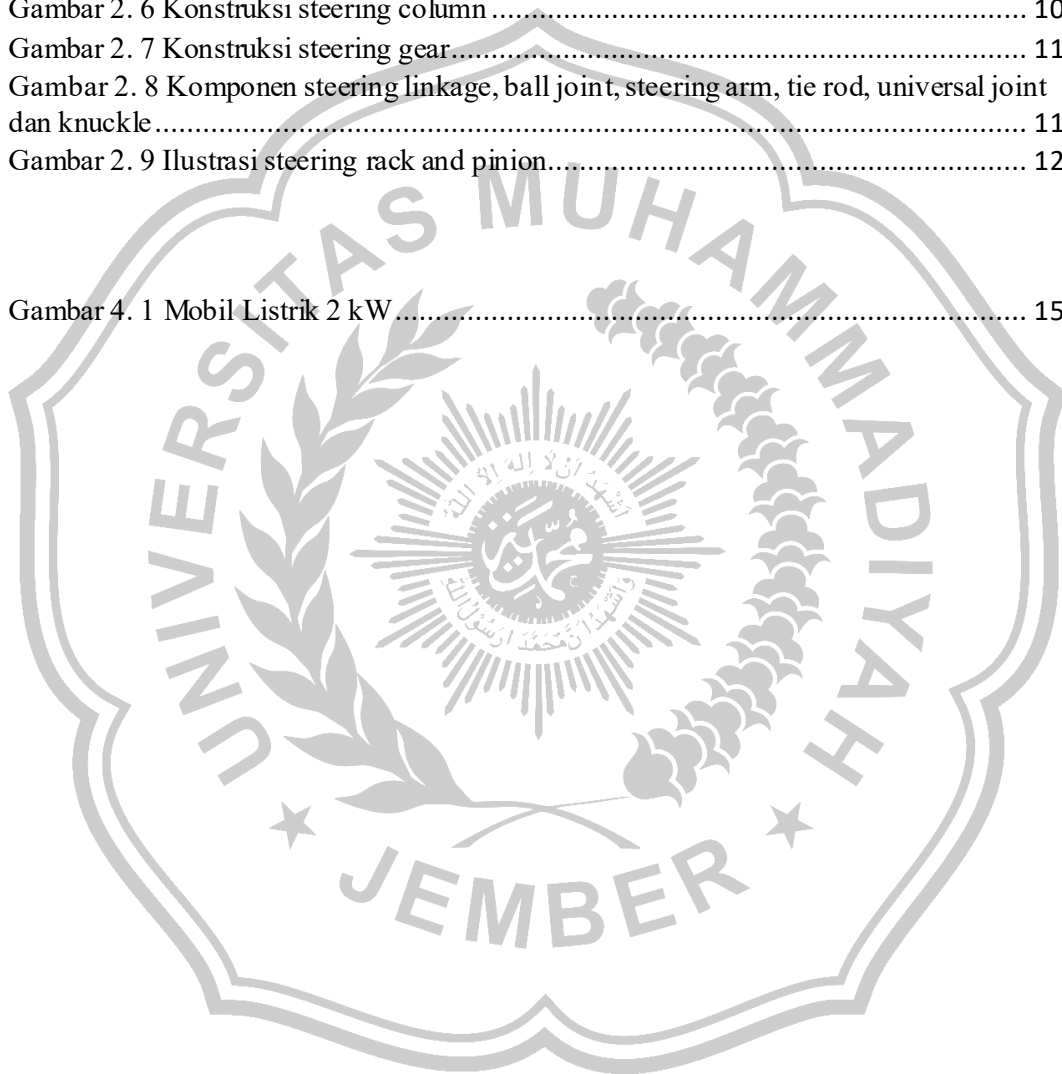 Gambar 2. 6 Konstruksi steering column ........................................................ 10
Gambar 2. 7 Konstruksi steering gear............................................................ 11
Gambar 2. 8 Komponen steering linkage, ball joint, steering arm, tie rod, universal joint
dan knuckle ........................................................................................... 11
Gambar 2. 9 Ilustrasi steering rack and pinion................................................. 12
Gambar 4. 1 Mobil Listrik 2 kW .................................................................. 15
UNIVERSITAS MUHAMMADIYAH
JEMBER